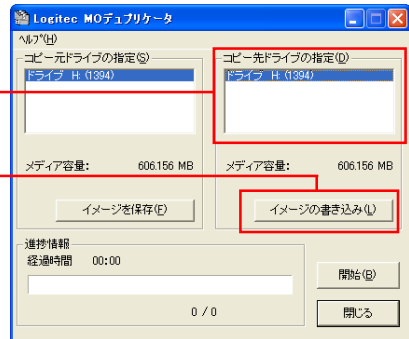 Logitec MOデュプリケータ
ヘルプ(H)
コピー元ドライブの指定(S)
ドライブ H: (1394)
メディア容量: 606.156 MB
イメージを保存(F)
コピー先ドライブの指定(D)
ドライブ H: (1394)
メディア容量: 606.156 MB
イメージの書き込み(L)
進捗情報
経過時間 00:00
0 / 0
開始(B)
閉じる